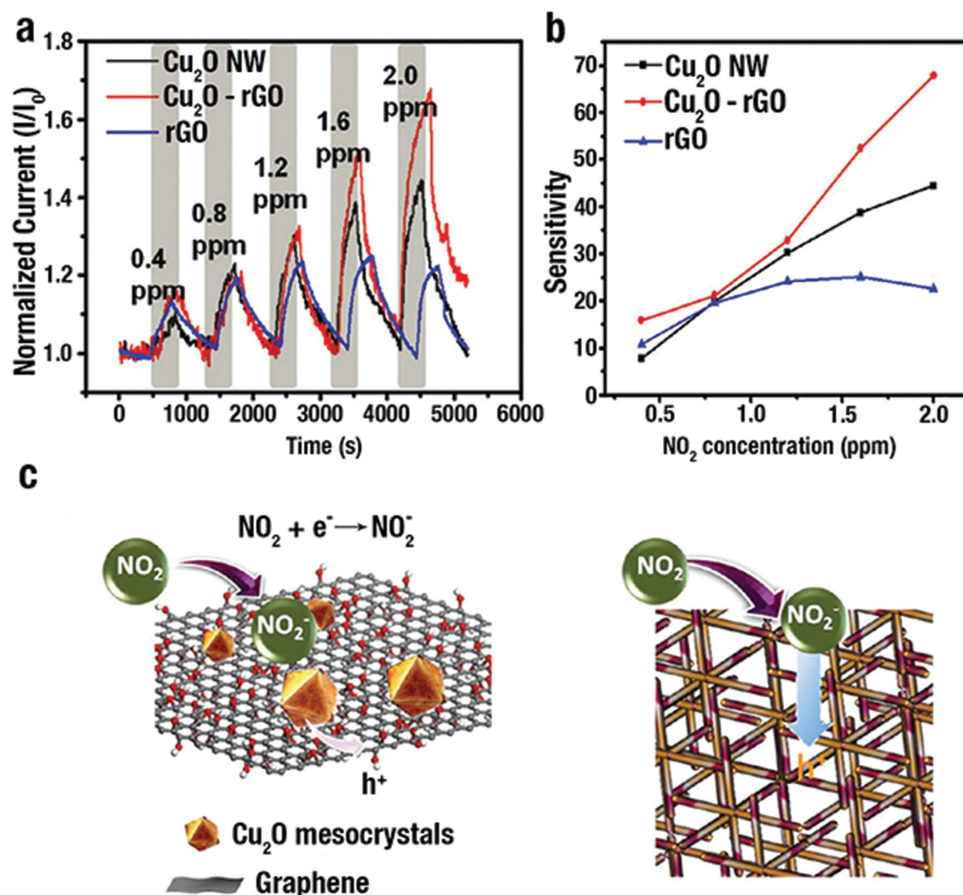 a
1.8
1.6
1.4
1.2
1.0
Normalized Current (I/I₀)
Cu₂O NW
Cu₂O - rGO
rGO
0.4
ppm
0.8
ppm
1.2
ppm
1.6
ppm
2.0
ppm
0 1000 2000 3000 4000 5000 6000
Time (s)
b
70
60
50
40
30
20
10
0
Sensitivity
Cu₂O NW
Cu₂O - rGO
rGO
0.5 1.0 1.5 2.0
NO₂ concentration (ppm)
c
NO₂ + e⁻ → NO₂⁻
NO₂
NO₂⁻
h⁺
Cu₂O mesocrystals
Graphene
NO₂
NO₂⁻
h⁺